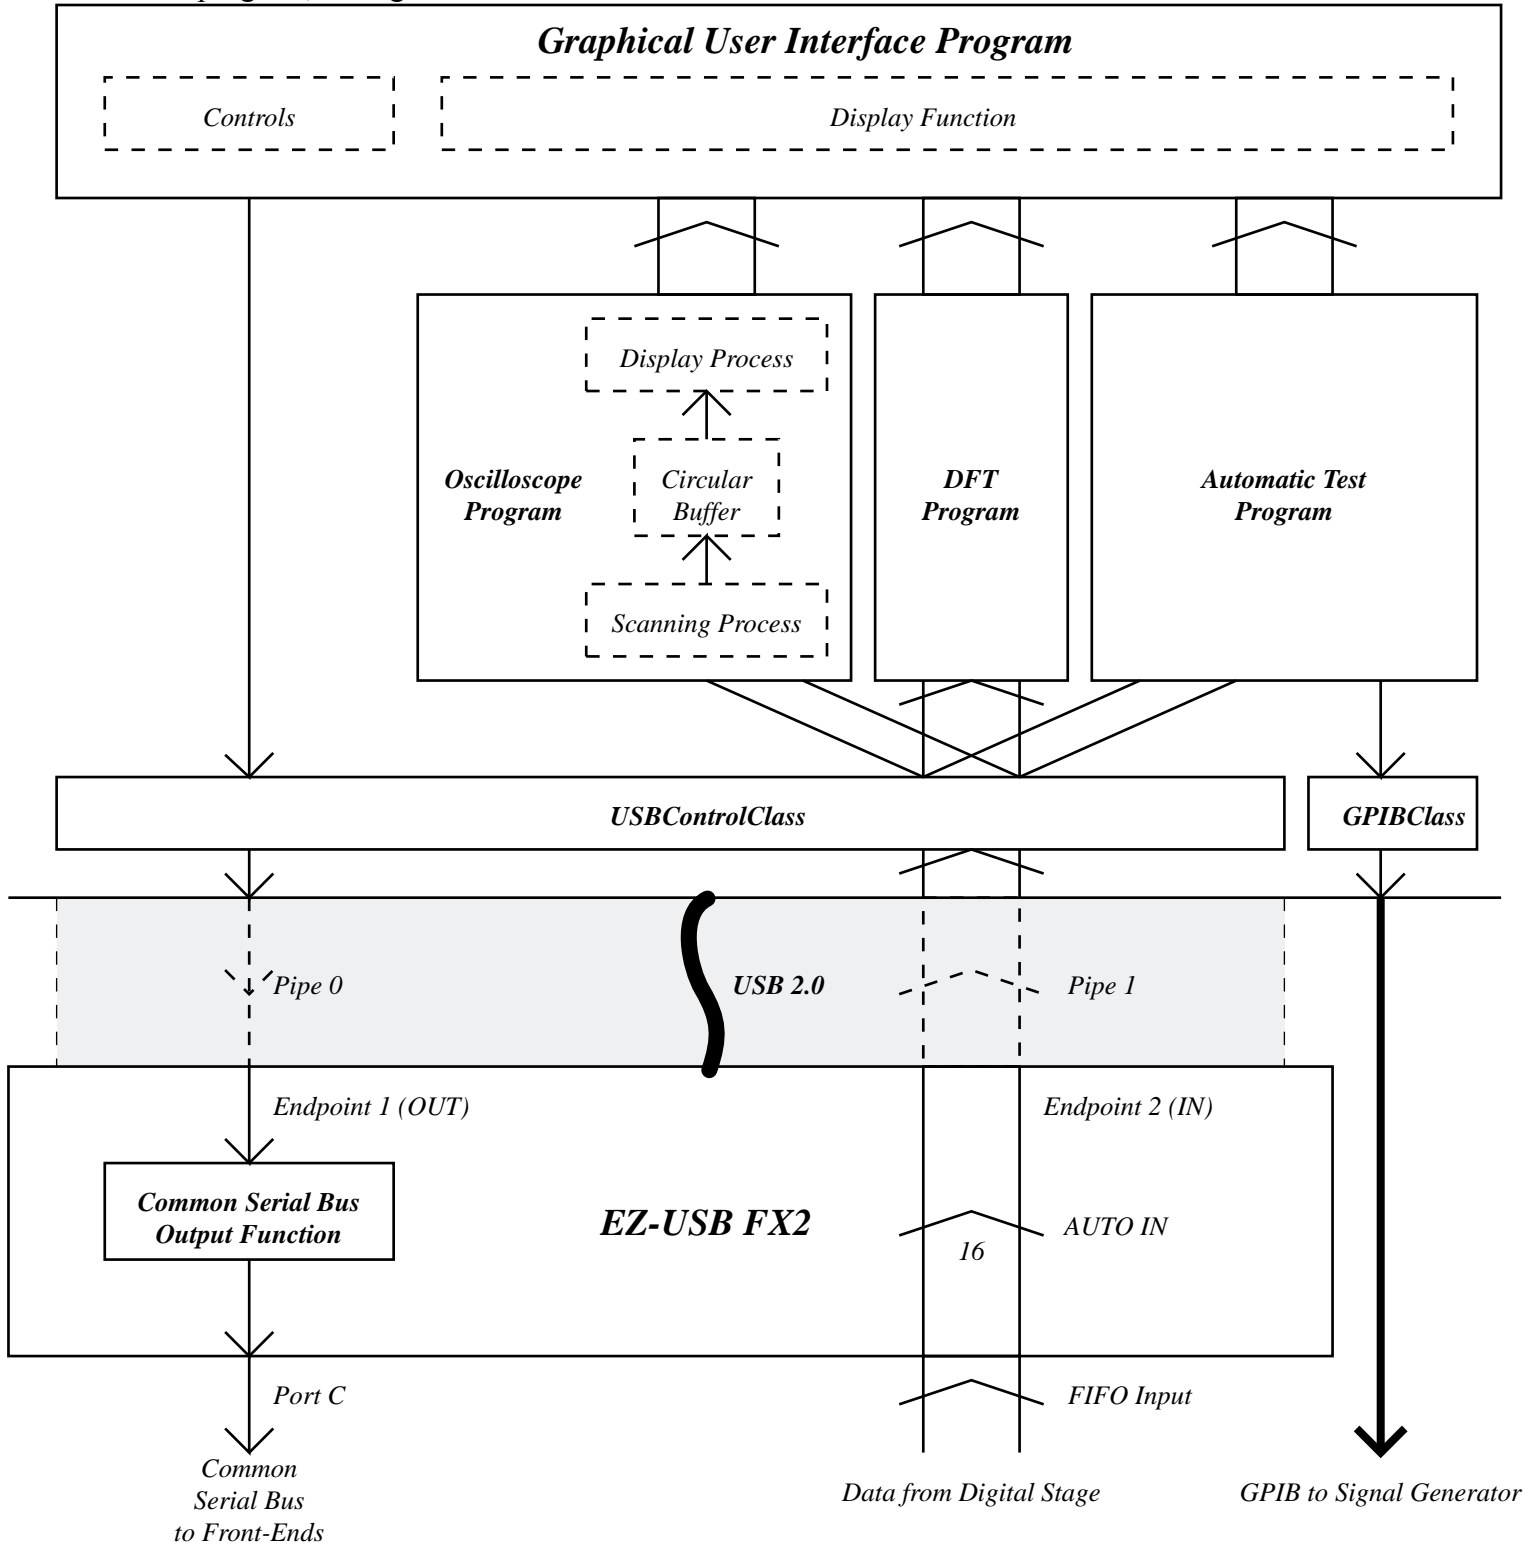 Graphical User Interface Program
Controls
Display Function
Display Process
Oscilloscope
Program
Circular
Buffer
DFT
Program
Automatic Test
Program
Scanning Process
USBControlClass
GPIBClass
Pipe 0
USB 2.0
Pipe 1
Endpoint 1 (OUT)
Endpoint 2 (IN)
Common Serial Bus
Output Function
EZ-USB FX2
AUTO IN
16
Port C
FIFO Input
Common
Serial Bus
to Front-Ends
Data from Digital Stage
GPIB to Signal Generator